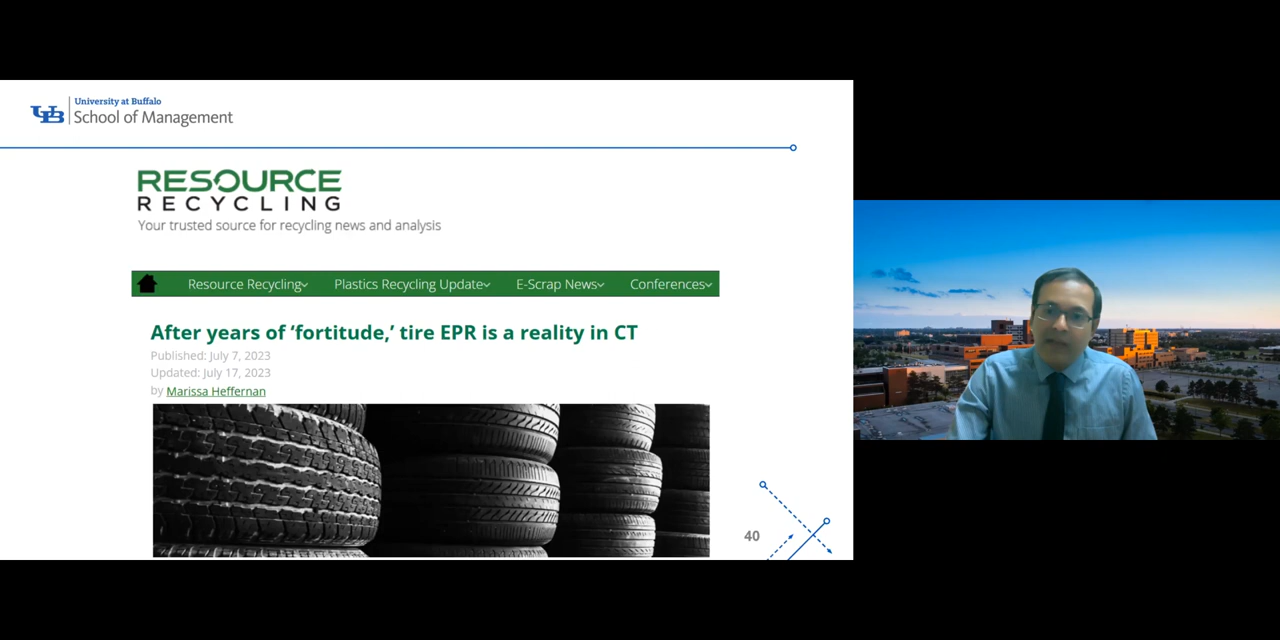 UB
University at Buffalo
School of Management
RESOURCE
RECYCLING
Your trusted source for recycling news and analysis
Resource Recycling Plastics Recycling Update E-Scrap News Conferences
After years of ‘fortitude,’ tire EPR is a reality in CT
Published: July 7, 2023
Updated: July 17, 2023
by Marissa Heffernan
40